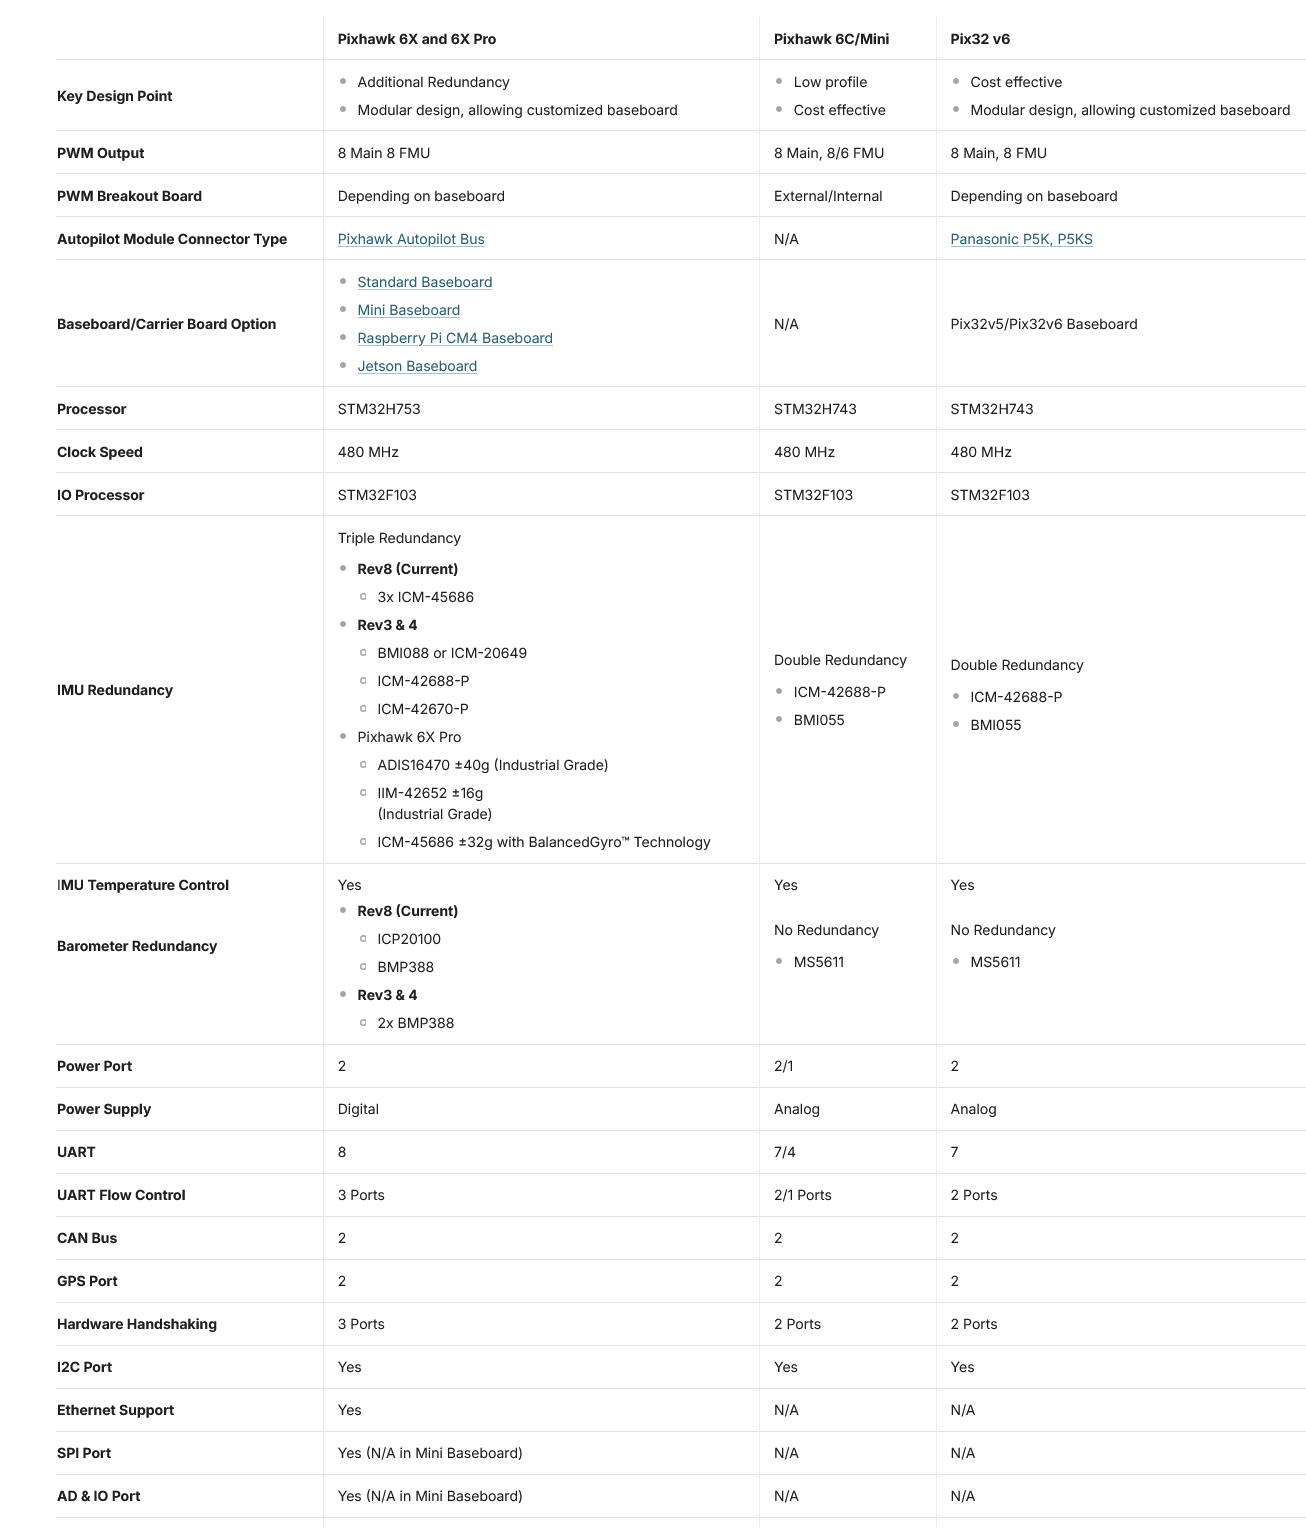 Pixhawk 6X and 6X Pro Pixhawk 6C/Mini Pix32 v6
Key Design Point
Additional Redundancy
Modular design, allowing customized baseboard
Low profile
Cost effective
Cost effective
Modular design, allowing customized baseboard
PWM Output 8 Main 8 FMU 8 Main, 8/6 FMU 8 Main, 8 FMU
PWM Breakout Board Depending on baseboard External/Internal Depending on baseboard
Autopilot Module Connector Type Pixhawk Autopilot Bus N/A Panasonic P5K, P5KS
Baseboard/Carrier Board Option
Standard Baseboard
Mini Baseboard
Raspberry Pi CM4 Baseboard
Jetson Baseboard
N/A
Pix32v5/Pix32v6 Baseboard
Processor STM32H753 STM32H743 STM32H743
Clock Speed 480 MHz 480 MHz 480 MHz
IO Processor STM32F103 STM32F103 STM32F103
IMU Redundancy
Triple Redundancy
Rev8 (Current)
3x ICM-45686
Rev3 & 4
BMI088 or ICM-20649
ICM-42688-P
ICM-42670-P
Pixhawk 6X Pro
ADIS16470 ±40g (Industrial Grade)
IIM-42652 ±16g
(Industrial Grade)
ICM-45686 ±32g with BalancedGyro™ Technology
Double Redundancy
ICM-42688-P
BMI055
Double Redundancy
ICM-42688-P
BMI055
IMU Temperature Control Yes Yes Yes
Barometer Redundancy
Rev8 (Current)
ICP20100
BMP388
Rev3 & 4
2x BMP388
No Redundancy
MS5611
No Redundancy
MS5611
Power Port 2 2/1 2
Power Supply Digital Analog Analog
UART 8 7/4 7
UART Flow Control 3 Ports 2/1 Ports 2 Ports
CAN Bus 2 2 2
GPS Port 2 2 2
Hardware Handshaking 3 Ports 2 Ports 2 Ports
I2C Port Yes Yes Yes
Ethernet Support Yes N/A N/A
SPI Port Yes (N/A in Mini Baseboard) N/A N/A
AD & IO Port Yes (N/A in Mini Baseboard) N/A N/A